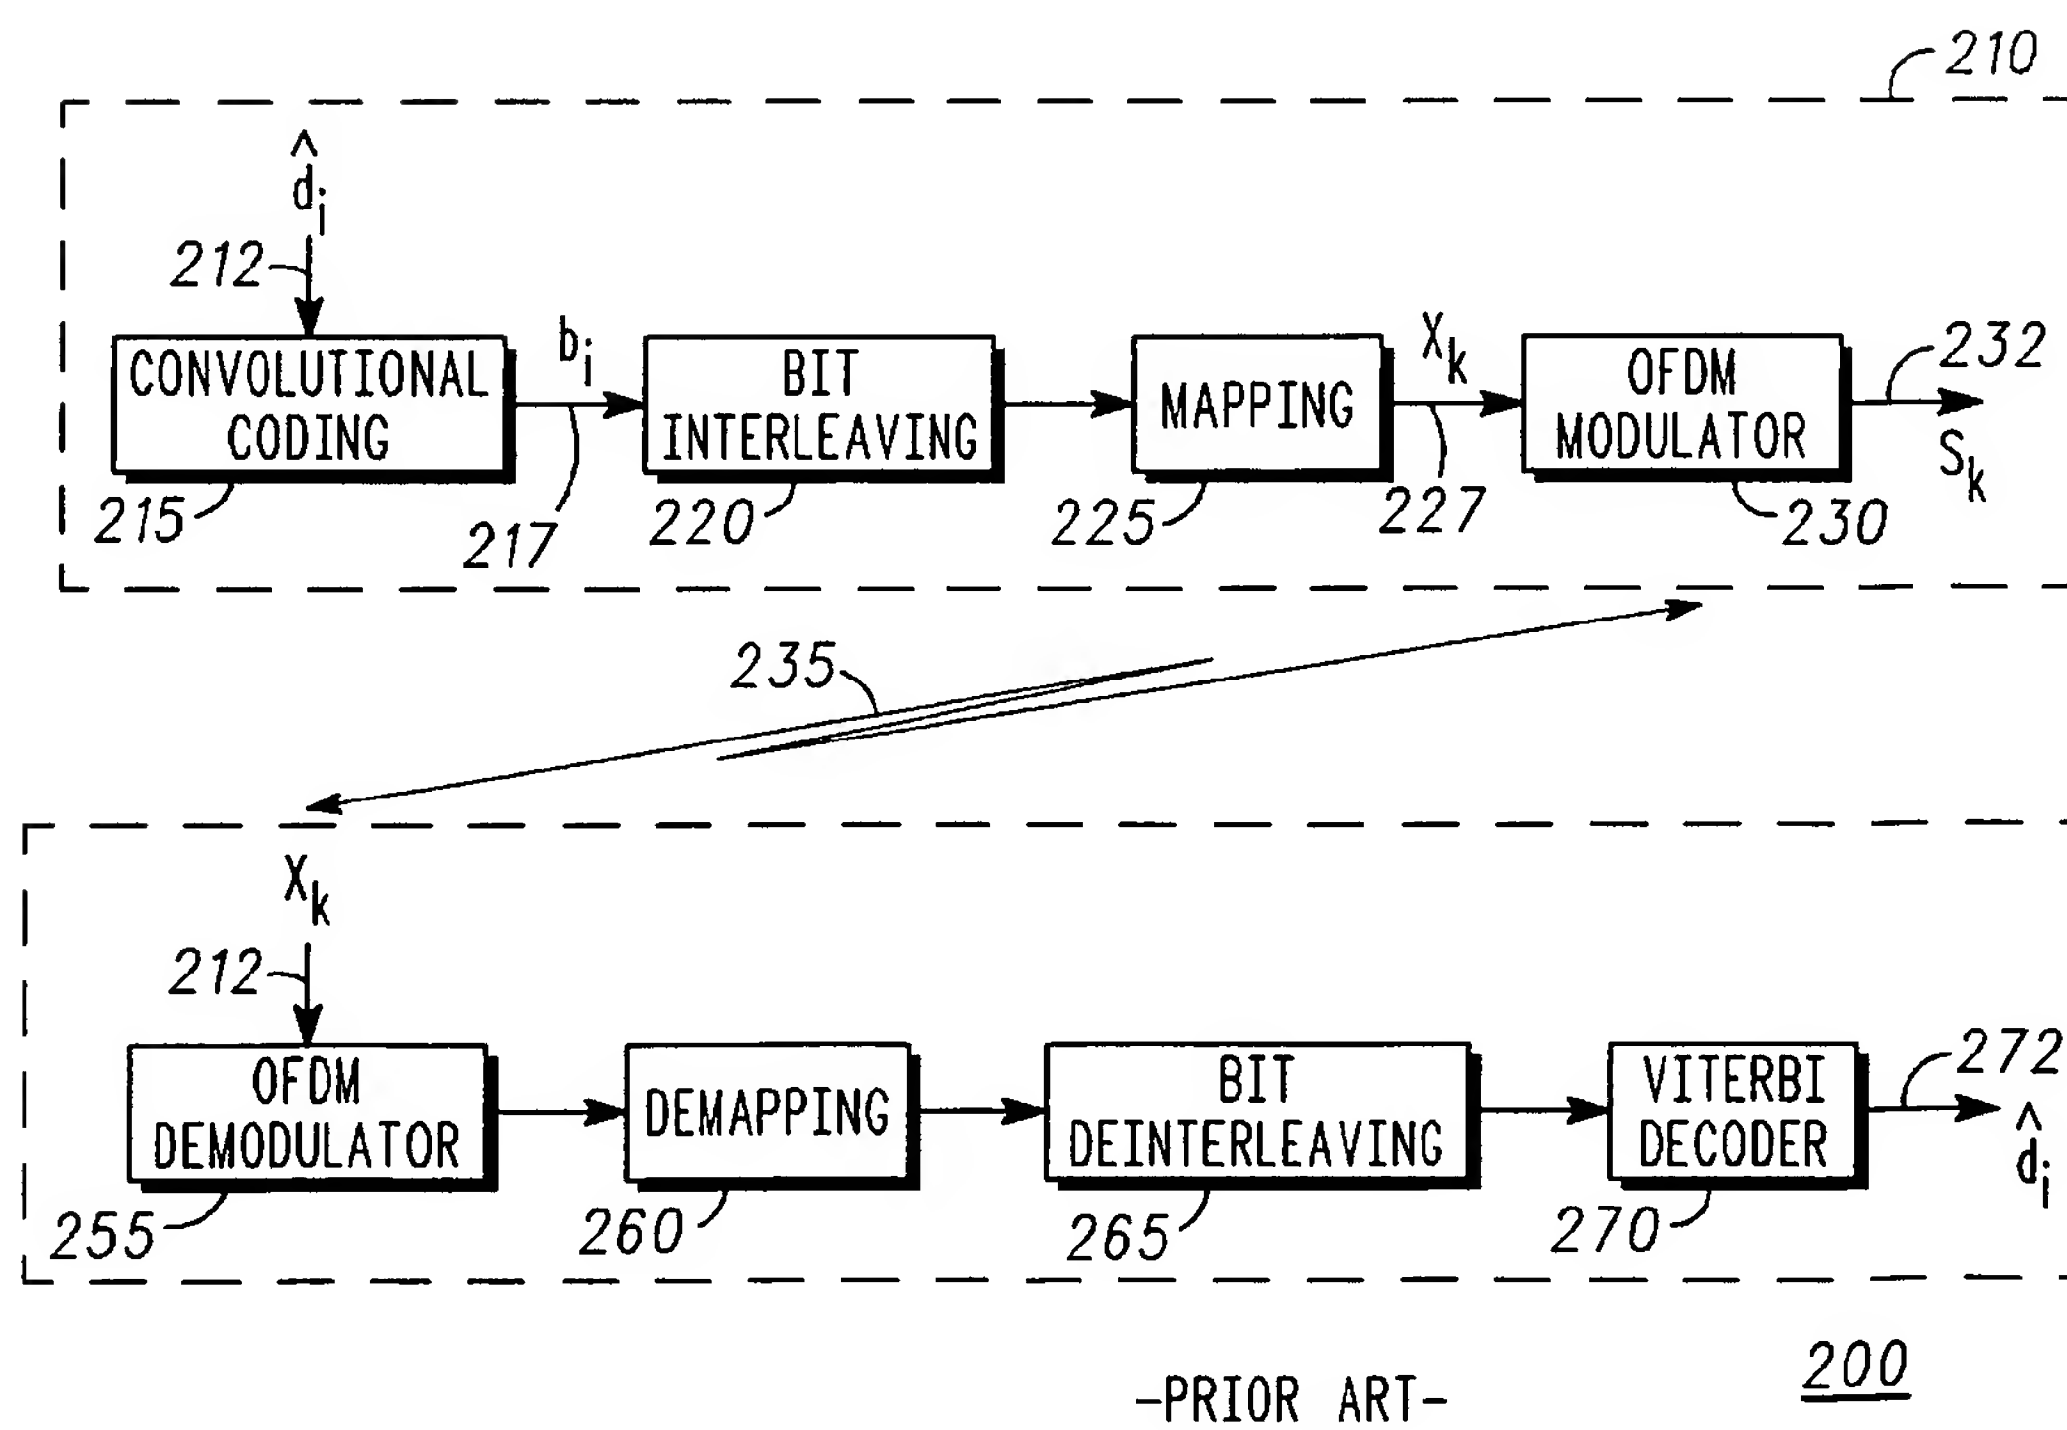 210
d̂i
212
CONVOLUTIONAL
CODING
215
bi
217
BIT
INTERLEAVING
220
MAPPING
225
Xk
227
OFDM
MODULATOR
230
232
Sk
235
Xk
212
OFDM
DEMODULATOR
255
DEMAPPING
260
BIT
DEINTERLEAVING
265
VITERBI
DECODER
270
272
d̂i
-PRIOR ART-
200